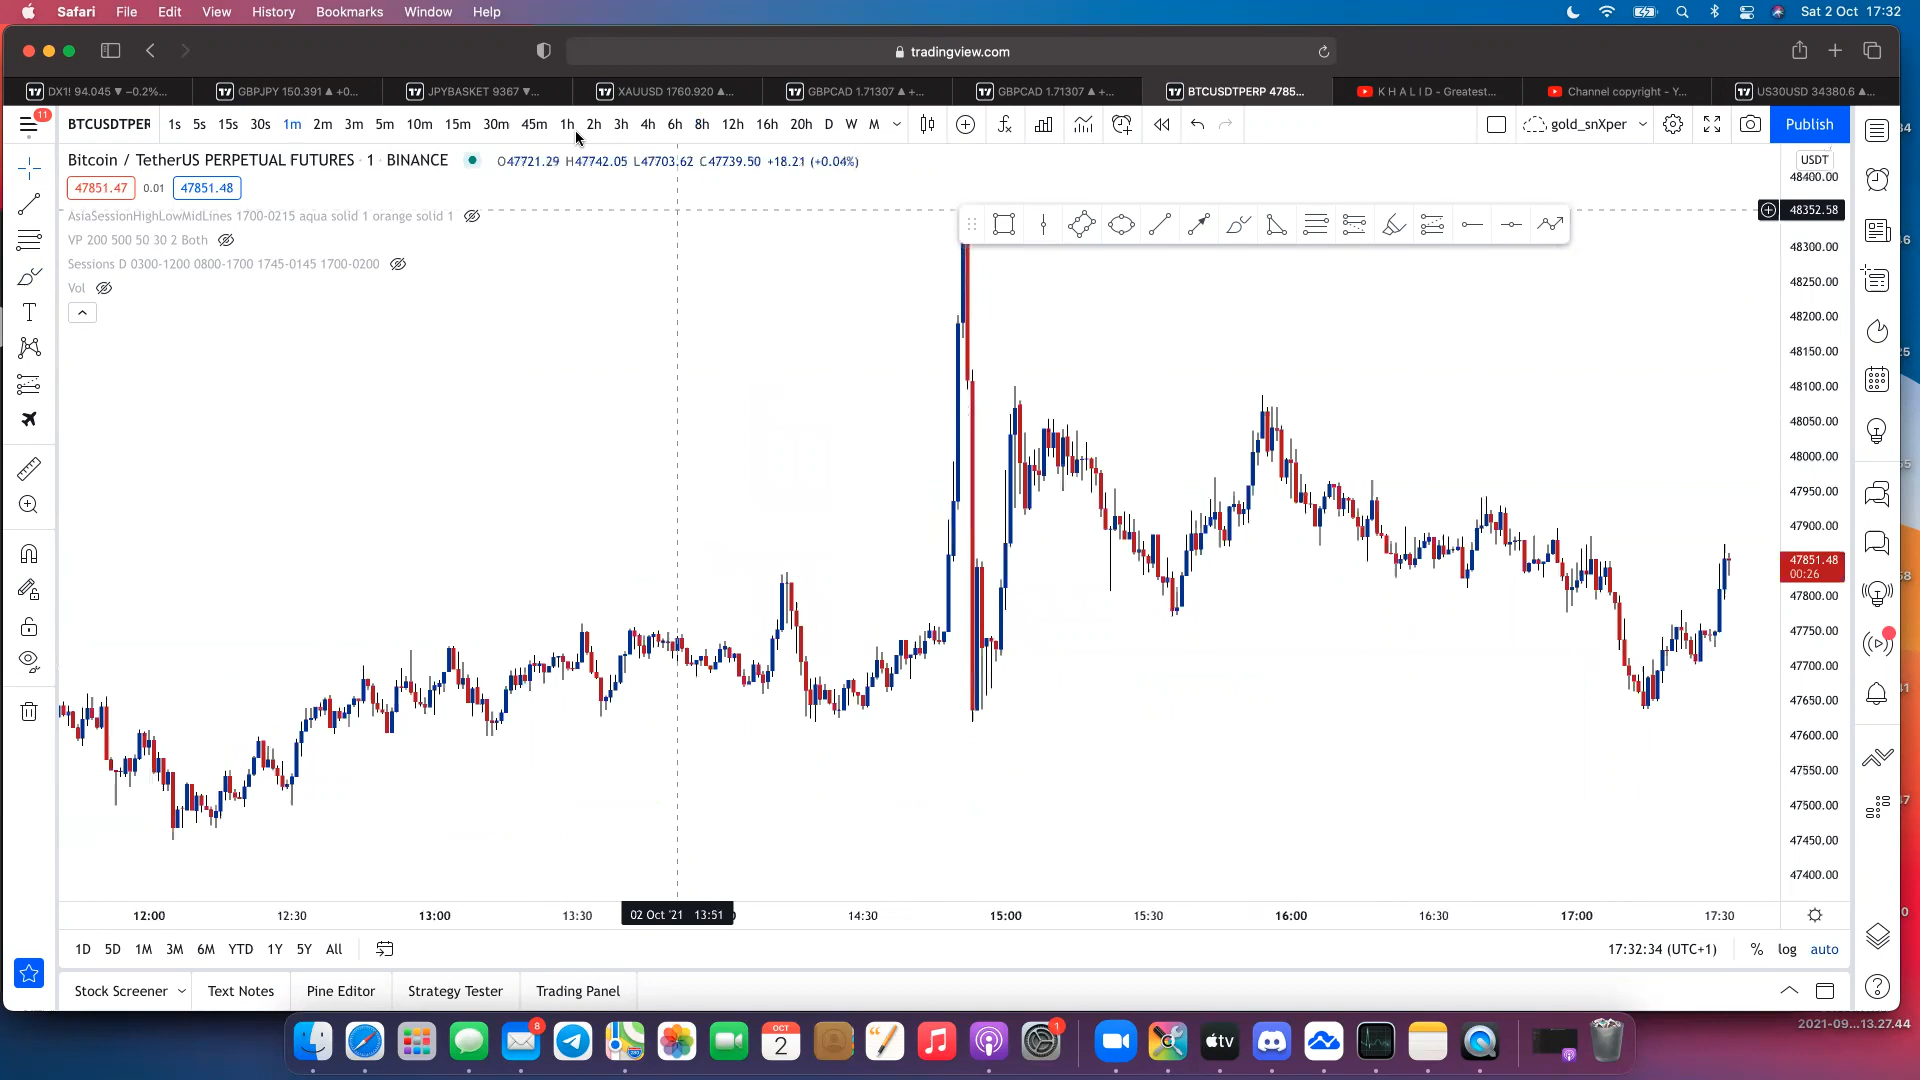 Safari File Edit View History Bookmarks Window Help Sat 2 Oct 17:32
tradingview.com
DX1! 94.045 ▼ −0.2%...
GBPJPY 150.391 ▲ +0...
JPYBASKET 9367 ▼...
XAUUSD 1760.920 ▲...
GBPCAD 1.71307 ▲ +...
GBPCAD 1.71307 ▲ +...
BTCUSDTPERP 4785...
K H A L I D - Greatest...
Channel copyright - Y...
US30USD 34380.6 ▲...
11
BTCUSDTPER 1s 5s 15s 30s 1m 2m 3m 5m 10m 15m 30m 45m 1h 2h 3h 4h 6h 8h 12h 16h 20h D W M
gold_snXper
Publish
Bitcoin / TetherUS PERPETUAL FUTURES · 1 · BINANCE O47721.29 H47742.05 L47703.62 C47739.50 +18.21 (+0.04%)
USDT
47851.47 0.01 47851.48
AsiaSessionHighLowMidLines 1700-0215 aqua solid 1 orange solid 1
VP 200 500 50 30 2 Both
Sessions D 0300-1200 0800-1700 1745-0145 1700-0200
Vol
48400.00
48352.58
48300.00
48250.00
48200.00
48150.00
48100.00
48050.00
48000.00
47950.00
47900.00
47851.48
00:26
47800.00
47750.00
47700.00
47650.00
47600.00
47550.00
47500.00
47450.00
47400.00
12:00 12:30 13:00 13:30 02 Oct '21 13:51 14:30 15:00 15:30 16:00 16:30 17:00 17:30
1D 5D 1M 3M 6M YTD 1Y 5Y All 17:32:34 (UTC+1) % log auto
Stock Screener Text Notes Pine Editor Strategy Tester Trading Panel
2021-09...13.27.44
8
OCT
2
tv
1